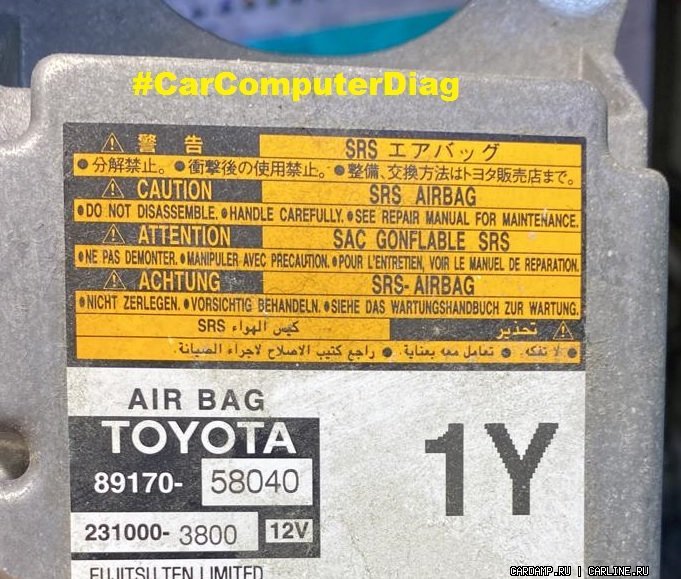 #CarComputerDiag
⚠ 警告 SRS エアバッグ
●分解禁止。●衝撃後の使用禁止。●整備、交換方法はトヨタ販売店まで。
⚠ CAUTION SRS AIRBAG
●DO NOT DISASSEMBLE. ●HANDLE CAREFULLY. ●SEE REPAIR MANUAL FOR MAINTENANCE.
⚠ ATTENTION SAC GONFLABLE SRS
●NE PAS DEMONTER. ●MANIPULER AVEC PRECAUTION. ●POUR L'ENTRETIEN, VOIR LE MANUEL DE REPARATION.
⚠ ACHTUNG SRS-AIRBAG
●NICHT ZERLEGEN. ●VORSICHTIG BEHANDELN. ●SIEHE DAS WARTUNGSHANDBUCH ZUR WARTUNG.
⚠ تحذير كيس الهواء SRS
● لا تفكه. ● تعامل معه بعناية. ● راجع كتيب الاصلاح لاجراء الصيانة.
AIR BAG
TOYOTA
89170- 58040
231000- 3800 12V
1Y
FUJITSU TEN LIMITED
CARDAMP.RU | CARLINE.RU